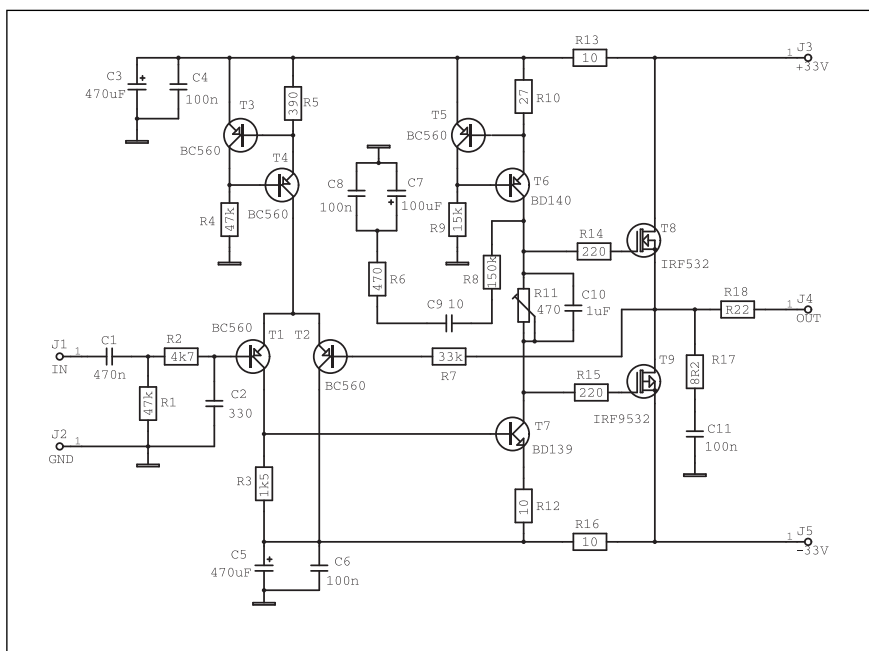 R13
1 J3
10
+33V
C3
C4
470uF
100n
T3
390
R5
T5
27
R10
BC560
BC560
T4
T6
C8
C7
100n
100uF
BD140
R4
47k
BC560
R9
15k
R14
T8
220
IRF532
R6
470
R8
150k
R11
470
C10
1uF
R18
1 J4
R22
OUT
C9 10
BC560
T1
T2
J1
1
IN
C1
470n
R2
4k7
33k
R7
BC560
T9
R17
8R2
R15
220
IRF9532
R1
47k
C2
330
C11
100n
J2
1
GND
T7
BD139
R3
1k5
10
R12
R16
10
1 J5
-33V
C5
470uF
C6
100n